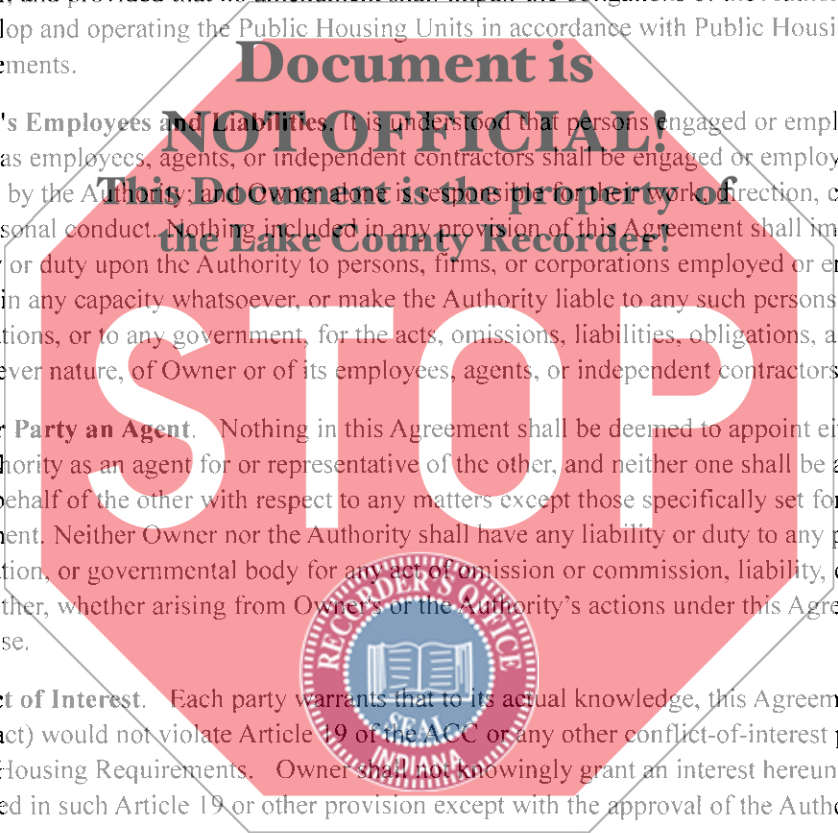 lop and operating the Public Housing Units in accordance with Public Housi
ements.
Document is
NOT OFFICIAL!
This Document is the property of
the Lake County Recorder!
's Employees and Liabilities. It is understood that persons engaged or empl
as employees, agents, or independent contractors shall be engaged or employ
by the Authority; and Owner alone is responsible for their work, direction, c
sonal conduct. Nothing included in any provision of this Agreement shall im
or duty upon the Authority to persons, firms, or corporations employed or en
in any capacity whatsoever, or make the Authority liable to any such persons
tions, or to any government, for the acts, omissions, liabilities, obligations, a
ever nature, of Owner or of its employees, agents, or independent contractors
STOP
r Party an Agent. Nothing in this Agreement shall be deemed to appoint ei
hority as an agent for or representative of the other, and neither one shall be a
behalf of the other with respect to any matters except those specifically set for
ent. Neither Owner nor the Authority shall have any liability or duty to any p
tion, or governmental body for any act of omission or commission, liability, o
ther, whether arising from Owner's or the Authority's actions under this Agre
se.
RECORDER'S OFFICE
SEAL
INDIANA
ct of Interest. Each party warrants that to its actual knowledge, this Agreem
act) would not violate Article 19 of the ACC or any other conflict-of-interest p
Housing Requirements. Owner shall not knowingly grant an interest hereun
ed in such Article 19 or other provision except with the approval of the Autho